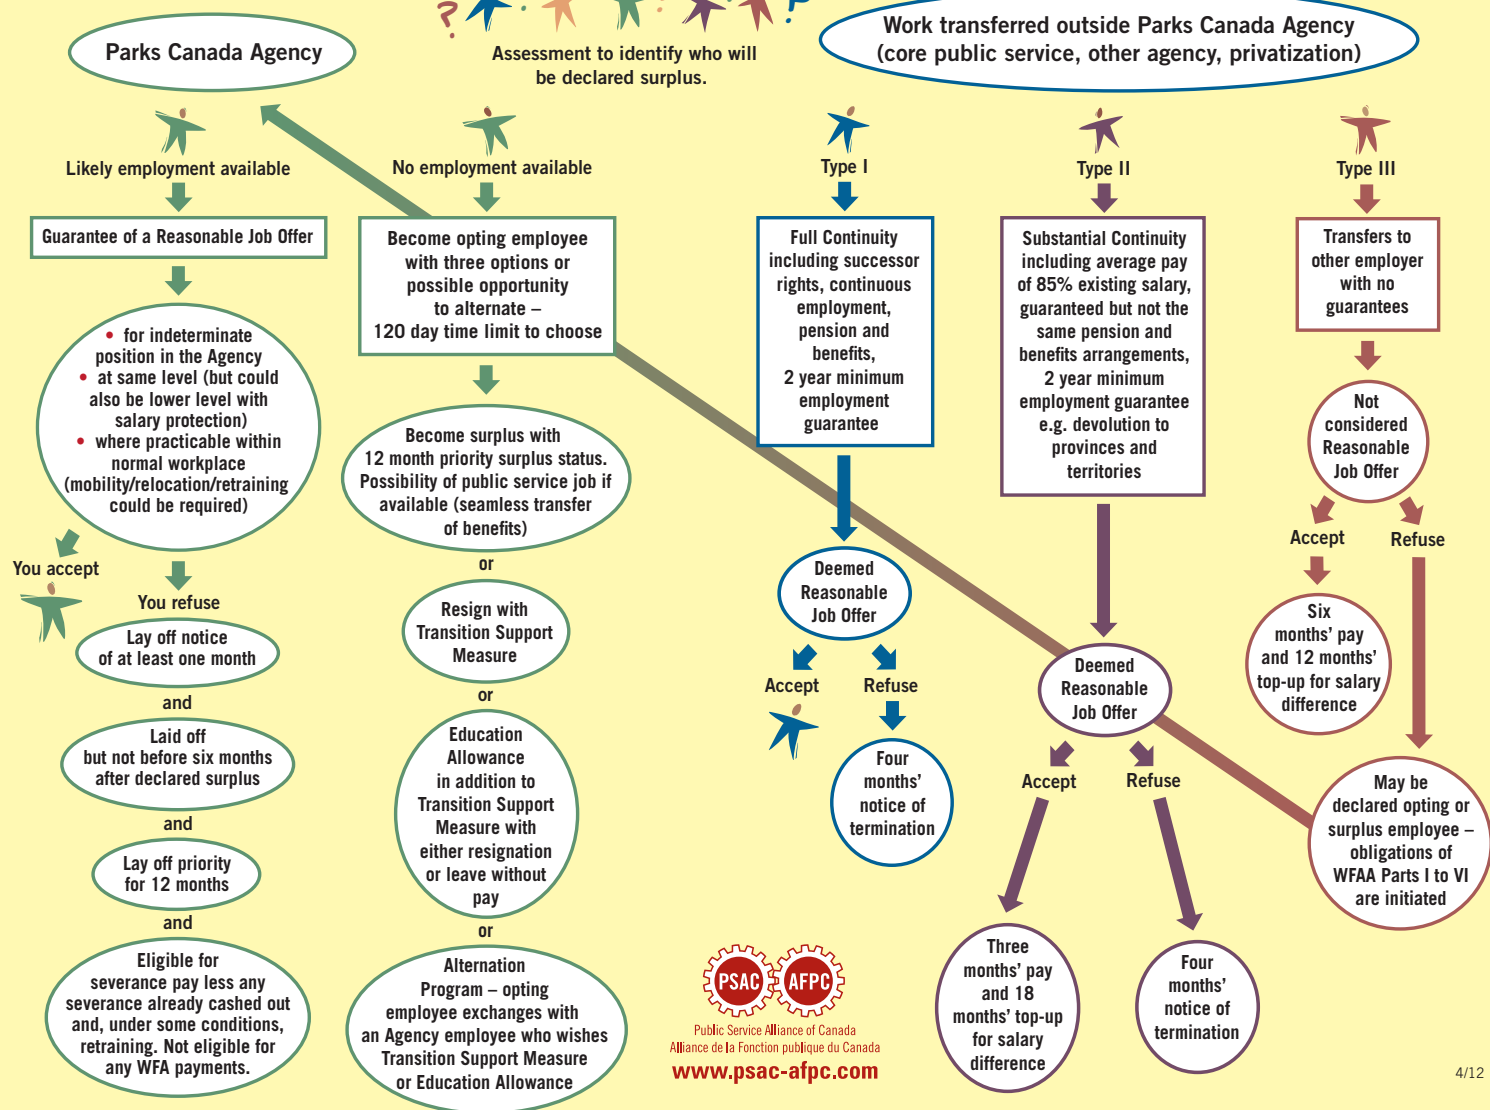 Parks Canada Agency
?
?
Assessment to identify who will
be declared surplus.
Work transferred outside Parks Canada Agency
(core public service, other agency, privatization)
Likely employment available
Guarantee of a Reasonable Job Offer
• for indeterminate
position in the Agency
• at same level (but could
also be lower level with
salary protection)
• where practicable within
normal workplace
(mobility/relocation/retraining
could be required)
You accept
You refuse
Lay off notice
of at least one month
and
Laid off
but not before six months
after declared surplus
and
Lay off priority
for 12 months
and
Eligible for
severance pay less any
severance already cashed out
and, under some conditions,
retraining. Not eligible for
any WFA payments.
No employment available
Become opting employee
with three options or
possible opportunity
to alternate –
120 day time limit to choose
Become surplus with
12 month priority surplus status.
Possibility of public service job if
available (seamless transfer
of benefits)
or
Resign with
Transition Support
Measure
or
Education
Allowance
in addition to
Transition Support
Measure with
either resignation
or leave without
pay
or
Alternation
Program – opting
employee exchanges with
an Agency employee who wishes
Transition Support Measure
or Education Allowance
Type I
Full Continuity
including successor
rights, continuous
employment,
pension and
benefits,
2 year minimum
employment
guarantee
Deemed
Reasonable
Job Offer
Accept
Refuse
Four
months’
notice of
termination
Type II
Substantial Continuity
including average pay
of 85% existing salary,
guaranteed but not the
same pension and
benefits arrangements,
2 year minimum
employment guarantee
e.g. devolution to
provinces and
territories
Deemed
Reasonable
Job Offer
Accept
Refuse
Three
months’ pay
and 18
months’ top-up
for salary
difference
Four
months’
notice of
termination
Type III
Transfers to
other employer
with no
guarantees
Not
considered
Reasonable
Job Offer
Accept
Refuse
Six
months’ pay
and 12 months’
top-up for salary
difference
May be
declared opting or
surplus employee –
obligations of
WFAA Parts I to VI
are initiated
PSAC AFPC
Public Service Alliance of Canada
Alliance de la Fonction publique du Canada
www.psac-afpc.com
4/12